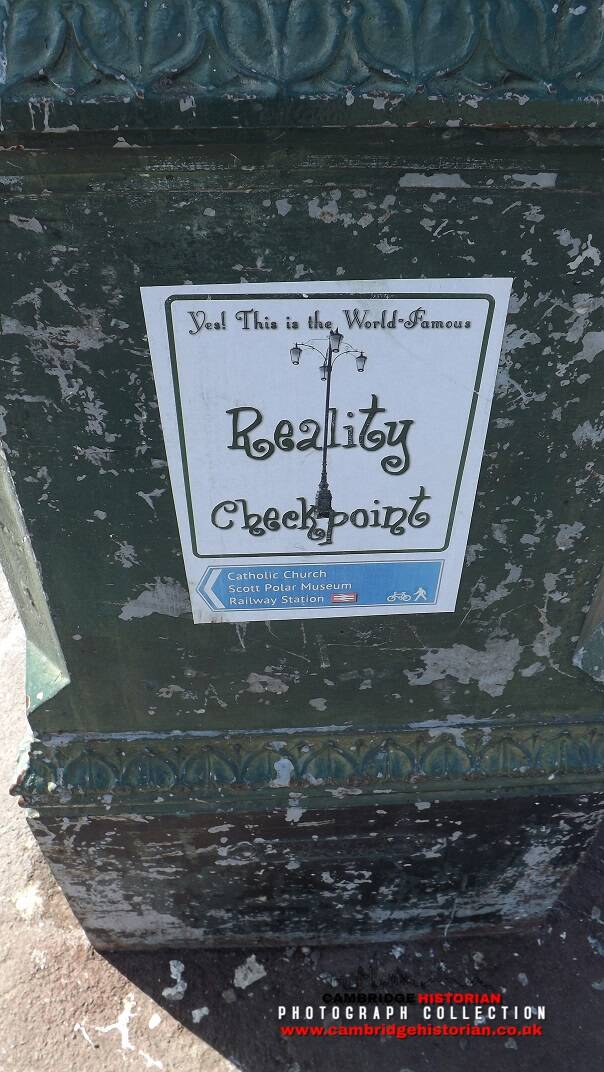 Yes! This is the World-Famous
Reality
Checkpoint
Catholic Church
Scott Polar Museum
Railway Station
CAMBRIDGE HISTORIAN
PHOTOGRAPH COLLECTION
www.cambridgehistorian.co.uk